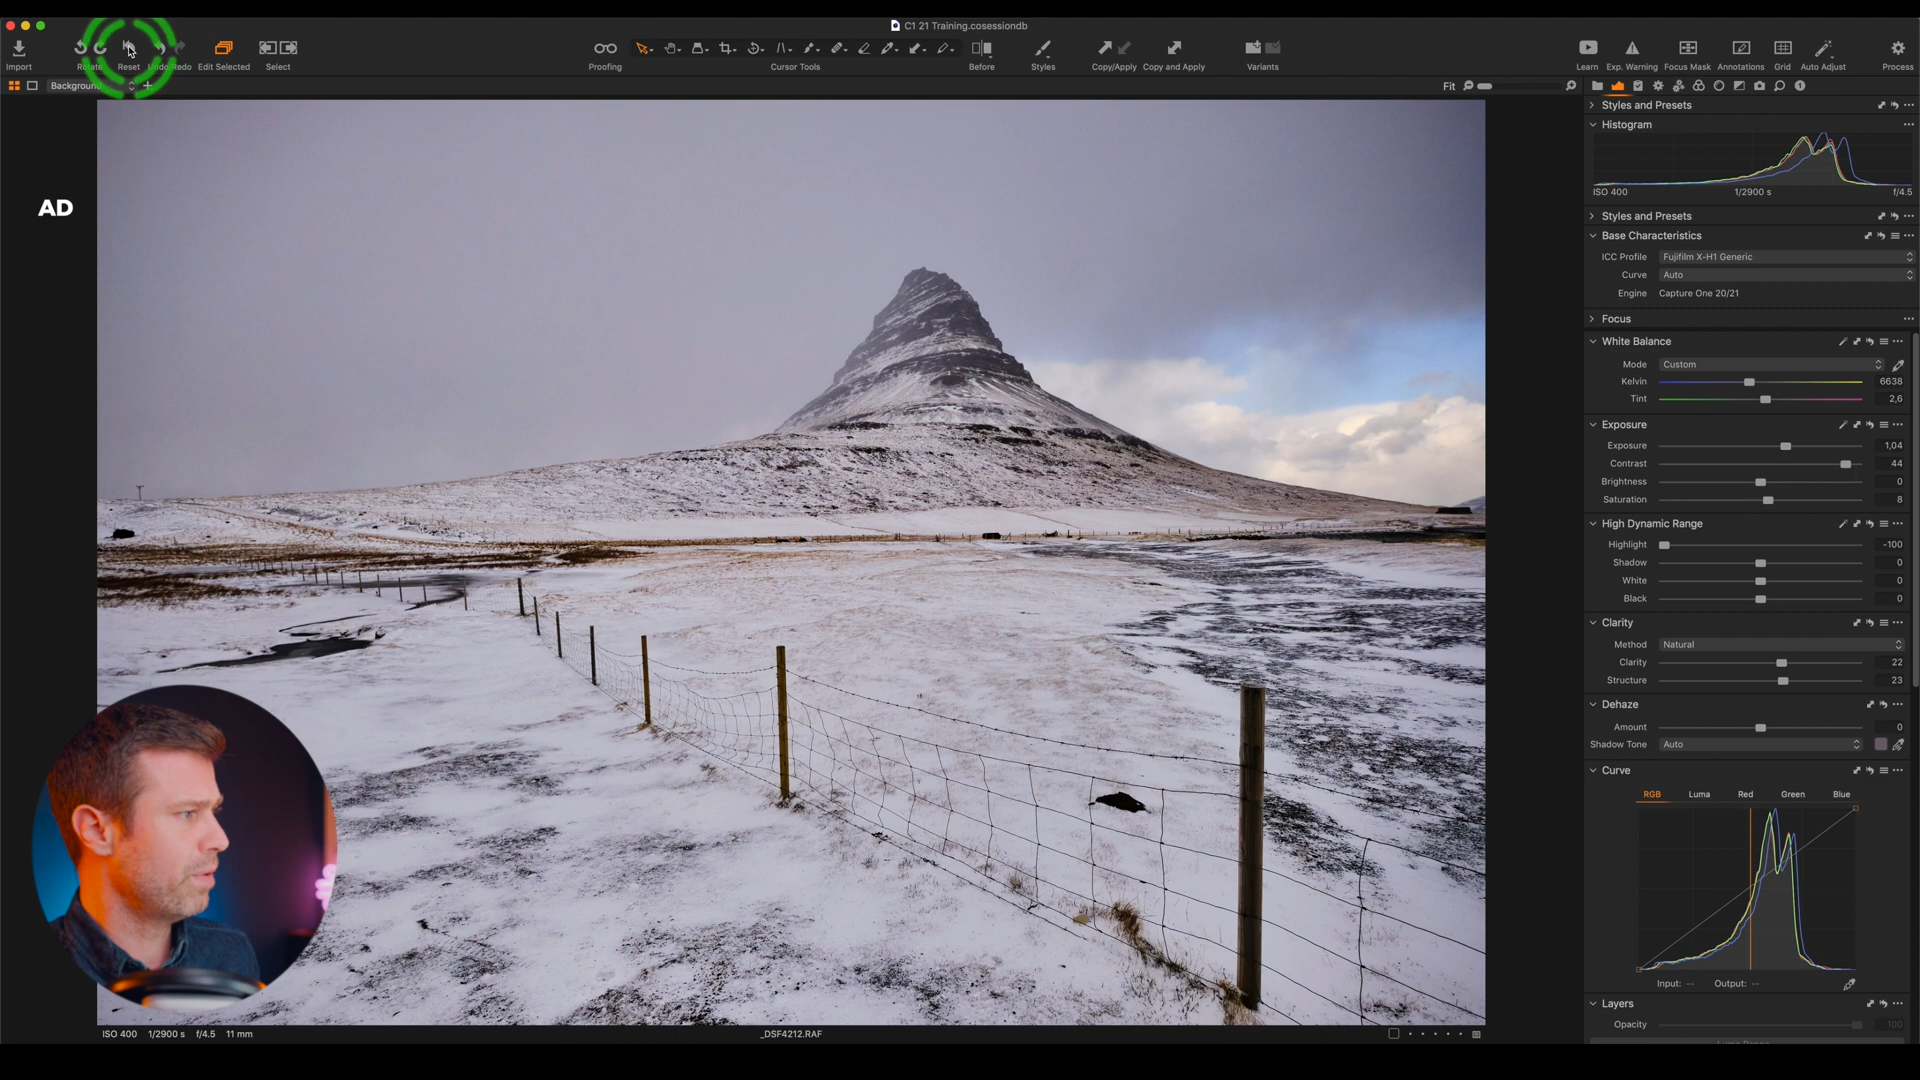 C1 21 Training.cosessiondb
Import
Rotate
Reset
Undo/Redo
Edit Selected
Select
Proofing
Cursor Tools
Before
Styles
Copy/Apply
Copy and Apply
Variants
Learn
Exp. Warning
Focus Mask
Annotations
Grid
Auto Adjust
Process
Background
Fit
AD
Styles and Presets
Histogram
ISO 400 1/2900 s f/4.5
Styles and Presets
Base Characteristics
ICC Profile Fujifilm X-H1 Generic
Curve Auto
Engine Capture One 20/21
Focus
White Balance
Mode Custom
Kelvin 6638
Tint 2,6
Exposure
Exposure 1,04
Contrast 44
Brightness 0
Saturation 8
High Dynamic Range
Highlight -100
Shadow 0
White 0
Black 0
Clarity
Method Natural
Clarity 22
Structure 23
Dehaze
Amount 0
Shadow Tone Auto
Curve
RGB Luma Red Green Blue
Input: -- Output: --
Layers
Opacity 100
ISO 400 1/2900 s f/4.5 11 mm
_DSF4212.RAF